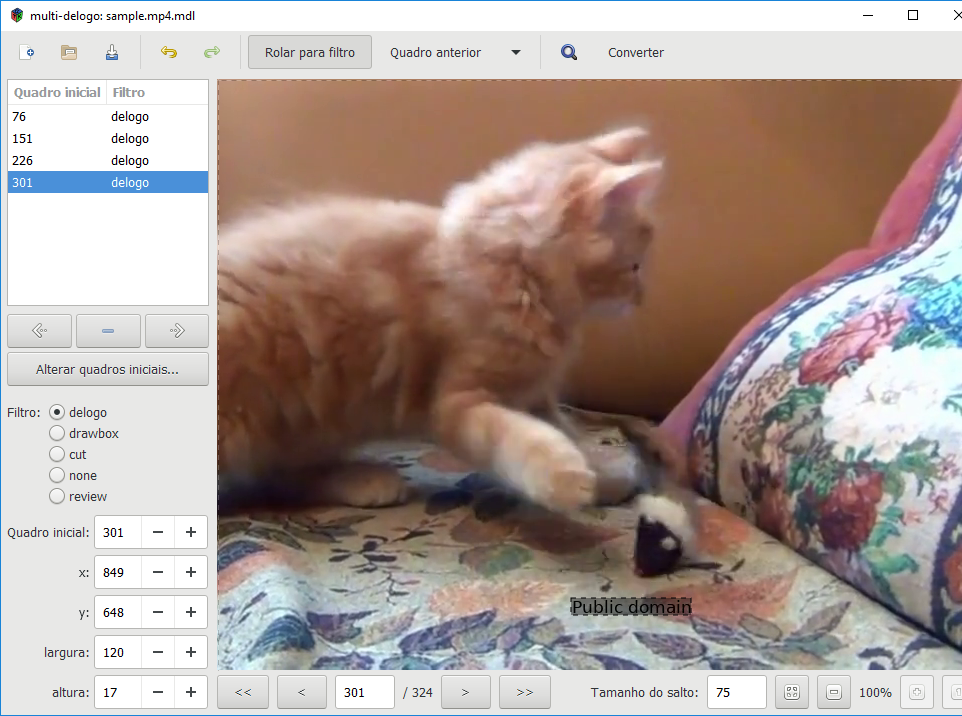 multi-delogo: sample.mp4.mdl
Rolar para filtro Quadro anterior Converter
Quadro inicial Filtro
76 delogo
151 delogo
226 delogo
301 delogo
Alterar quadros iniciais...
Filtro: delogo
drawbox
cut
none
review
Quadro inicial: 301 − +
x: 849 − +
y: 648 − +
largura: 120 − +
altura: 17 − +
Public domain
<< < 301 / 324 > >> Tamanho do salto: 75 100%